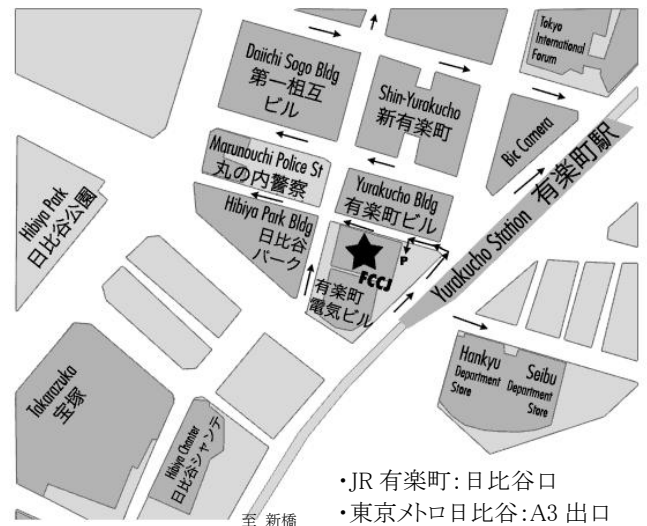 Tokyo
International
Forum
Daiichi Sogo Bldg
第一相互
ビル
Shin-Yurakucho
新有楽町
Bic Camera
Marunouchi Police St
丸の内警察
Yurakucho Bldg
有楽町ビル
Hibiya Park
日比谷公園
Hibiya Park Bldg
日比谷
パーク
P
FCCJ
有楽町
電気ビル
Yurakucho Station 有楽町駅
Hankyu
Department
Store
Seibu
Department
Store
Takarazuka
宝塚
Hibiya Chanter
日比谷シャンテ
至 新橋
・JR 有楽町：日比谷口
・東京メトロ日比谷：A3 出口